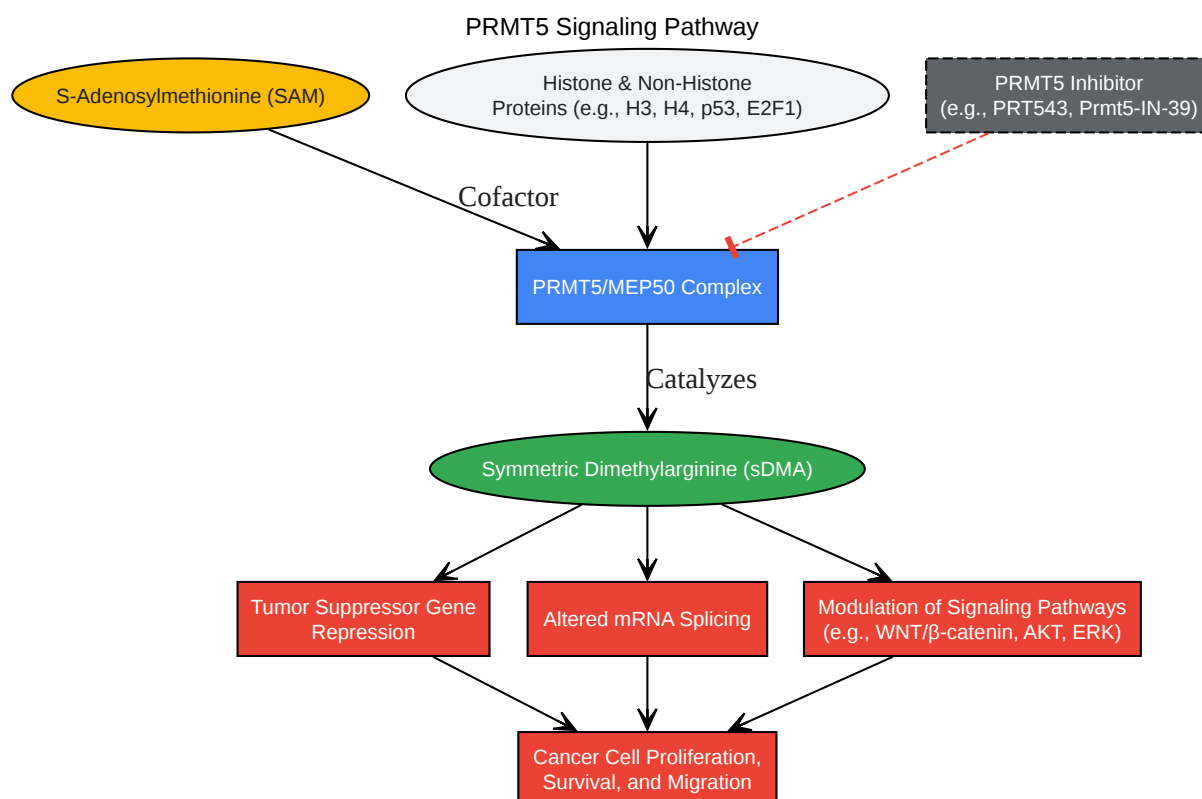 PRMT5 Signaling Pathway
S-Adenosylmethionine (SAM)
Histone & Non-Histone
Proteins (e.g., H3, H4, p53, E2F1)
PRMT5 Inhibitor
(e.g., PRT543, Prmt5-IN-39)
Cofactor
PRMT5/MEP50 Complex
Catalyzes
Symmetric Dimethylarginine (sDMA)
Tumor Suppressor Gene
Repression
Altered mRNA Splicing
Modulation of Signaling Pathways
(e.g., WNT/β-catenin, AKT, ERK)
Cancer Cell Proliferation,
Survival, and Migration